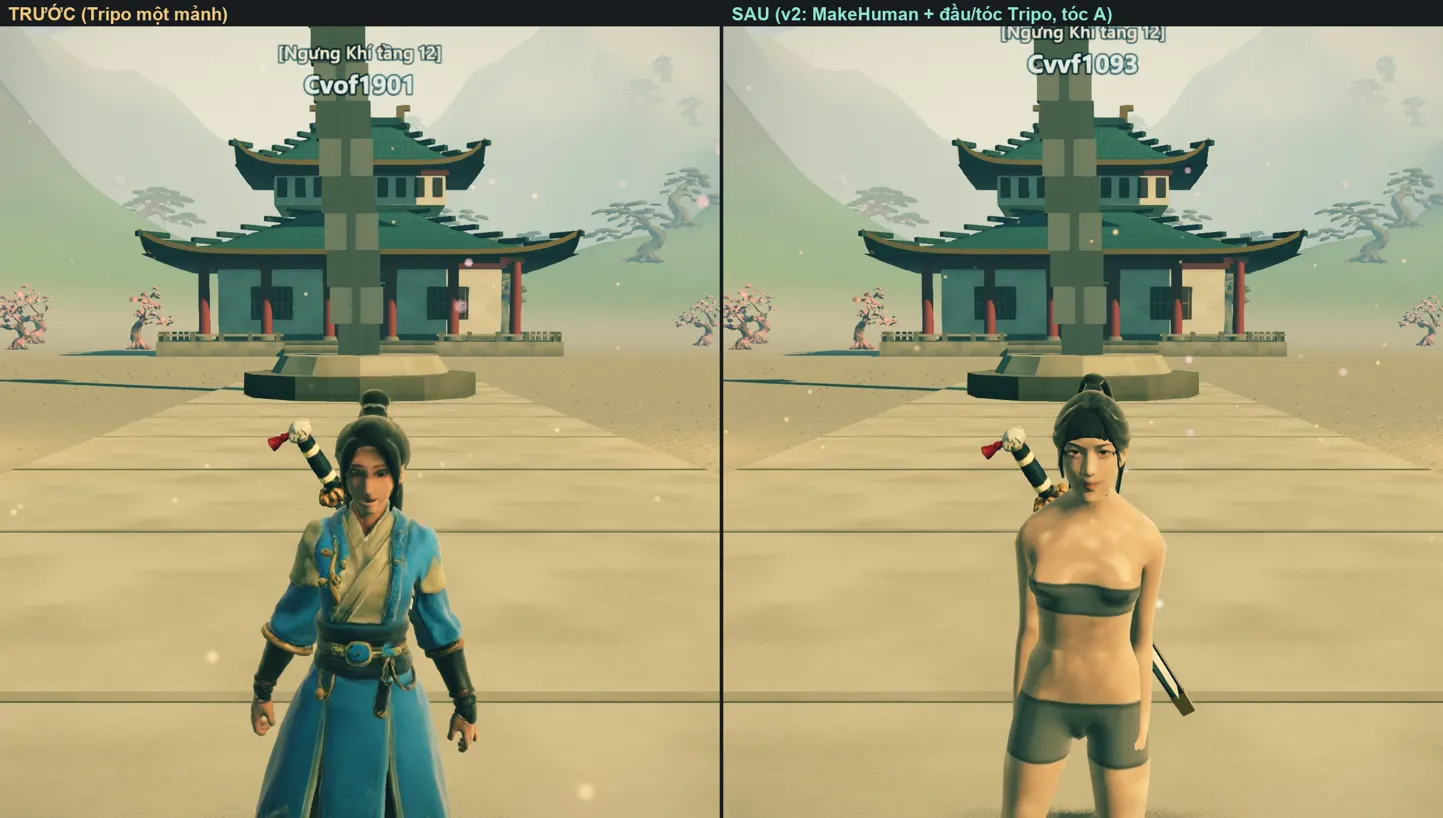 TRƯỚC (Tripo một mảnh)
[Ngưng Khí tầng 12]
Cvof1901
SAU (v2: MakeHuman + đầu/tóc Tripo, tóc A)
[Ngưng Khí tầng 12]
Cvvf1093